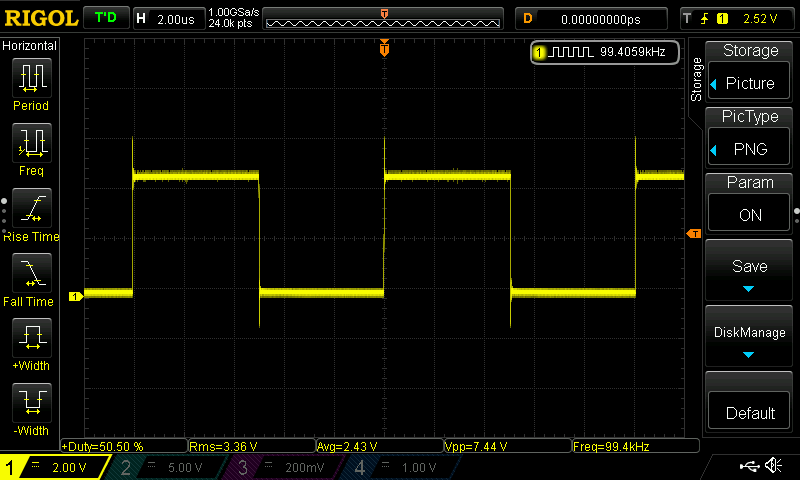 RIGOL T'D H 2.00us 1.00GSa/s 24.0k pts D 0.00000000ps T 1 2.52 V
Horizontal
Period
Freq
Rise Time
Fall Time
+Width
-Width
T
1 99.4059kHz
T
1
Storage
Storage
Picture
PicType
PNG
Param
ON
Save
DiskManage
Default
+Duty=50.50 % Rms=3.36 V Avg=2.43 V Vpp=7.44 V Freq=99.4kHz
1 2.00 V 2 5.00 V 3 200mV 4 1.00 V